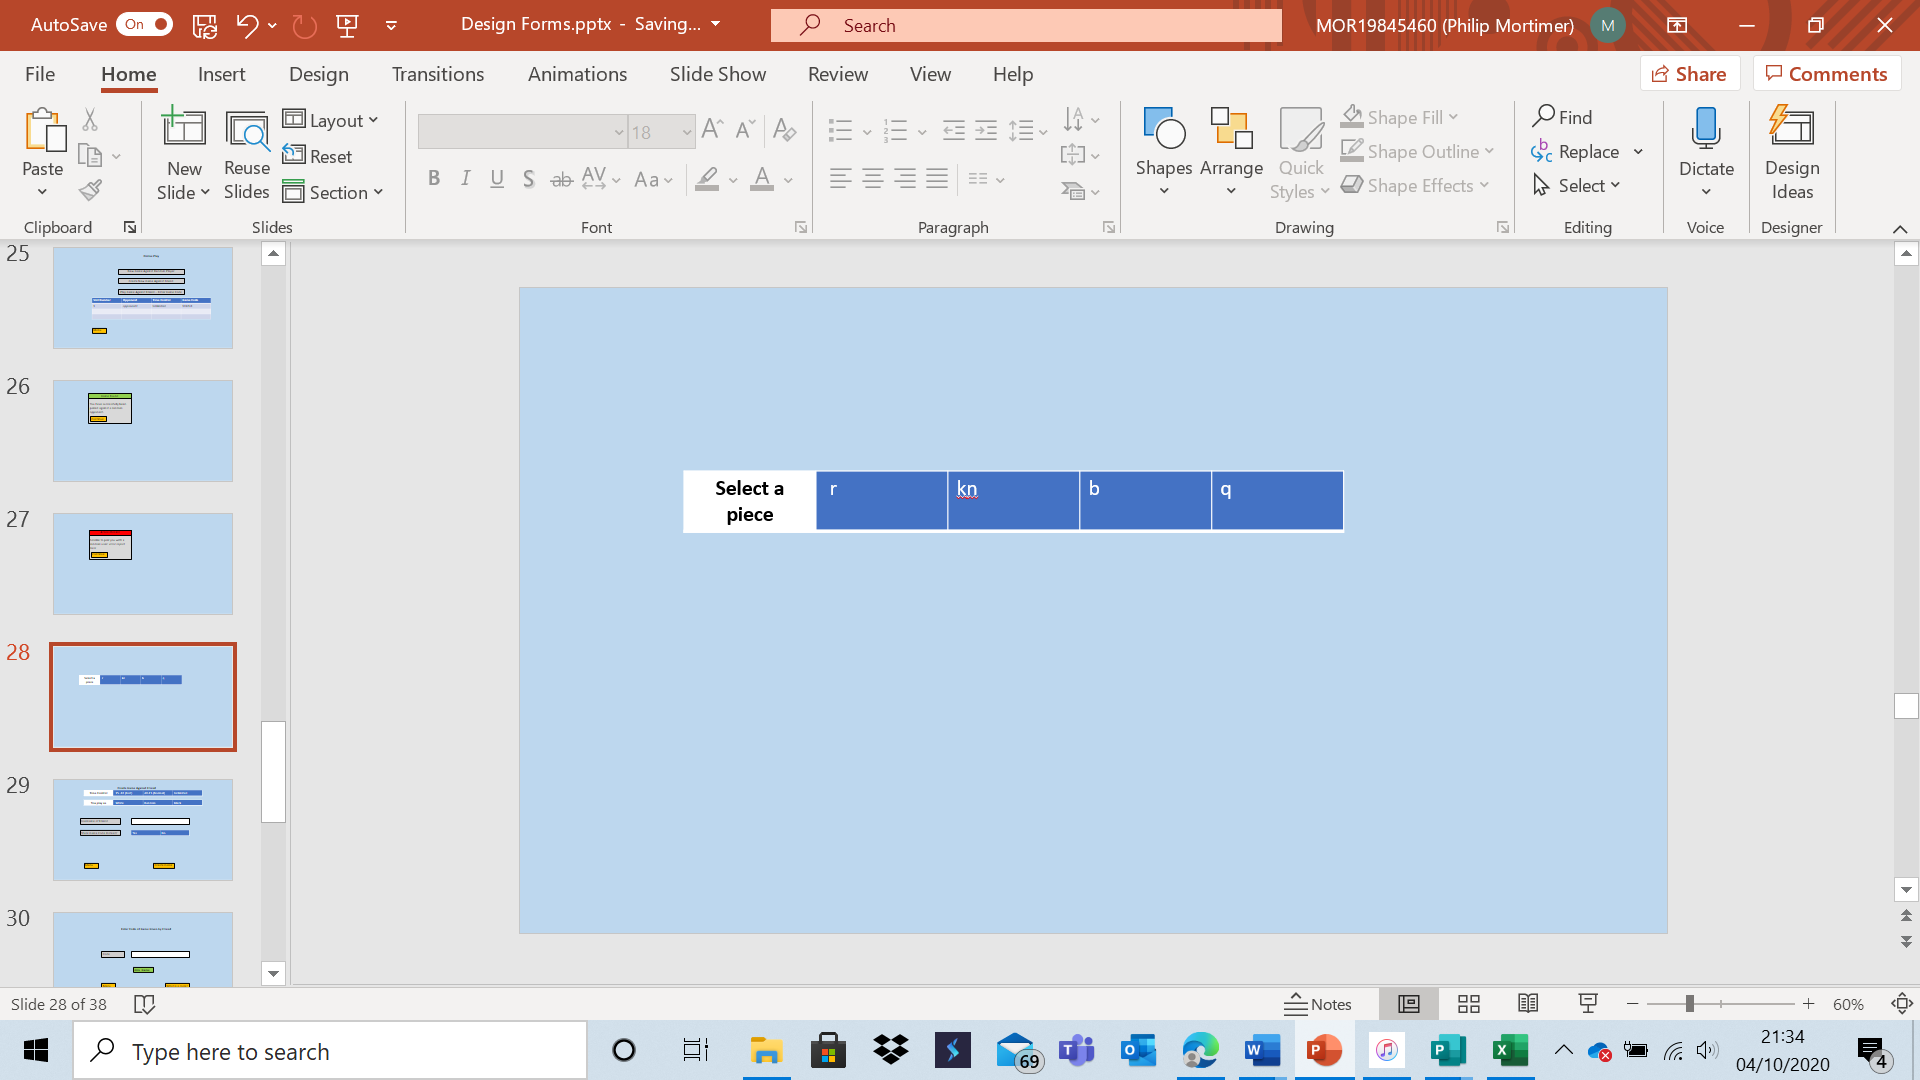 AutoSave On Design Forms.pptx - Saving... Search MOR19845460 (Philip Mortimer) M
File Home Insert Design Transitions Animations Slide Show Review View Help Share Comments
Paste
New Slide
Reuse Slides
Layout
Reset
Section
18
B I U S ab AV Aa A
Shapes
Arrange
Quick Styles
Shape Fill
Shape Outline
Shape Effects
Find
Replace
Select
Dictate
Design Ideas
Clipboard Slides Font Paragraph Drawing Editing Voice Designer
25
26
27
28
29
30
Select a
piece
r kn b q
Slide 28 of 38 Notes 60%
Type here to search
69
21:34
04/10/2020
4